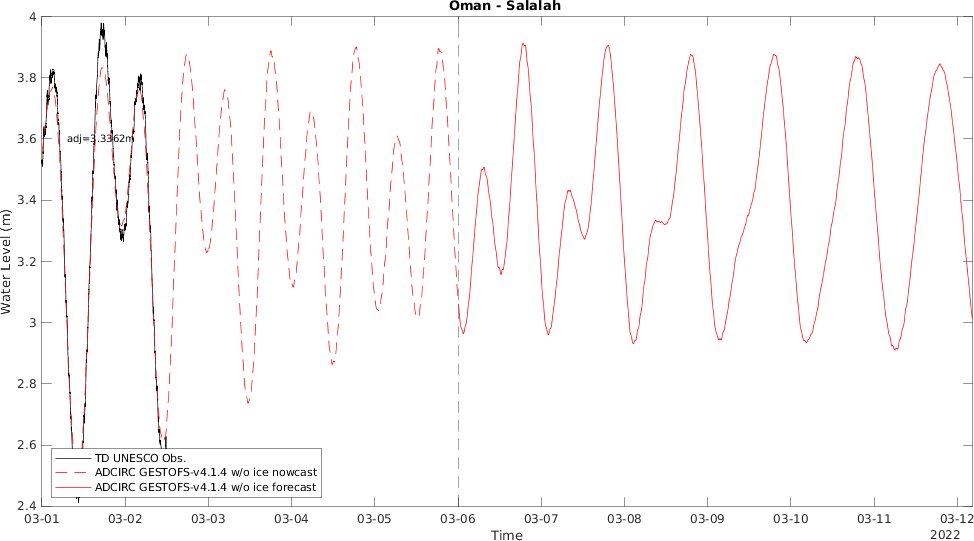 Oman - Salalah
4
3.8
3.6
3.4
3.2
3
2.8
2.6
2.4
Water Level (m)
adj=3.3362m
TD UNESCO Obs.
ADCIRC GESTOFS-v4.1.4 w/o ice nowcast
ADCIRC GESTOFS-v4.1.4 w/o ice forecast
03-01 03-02 03-03 03-04 03-05 03-06 03-07 03-08 03-09 03-10 03-11 03-12
Time
2022